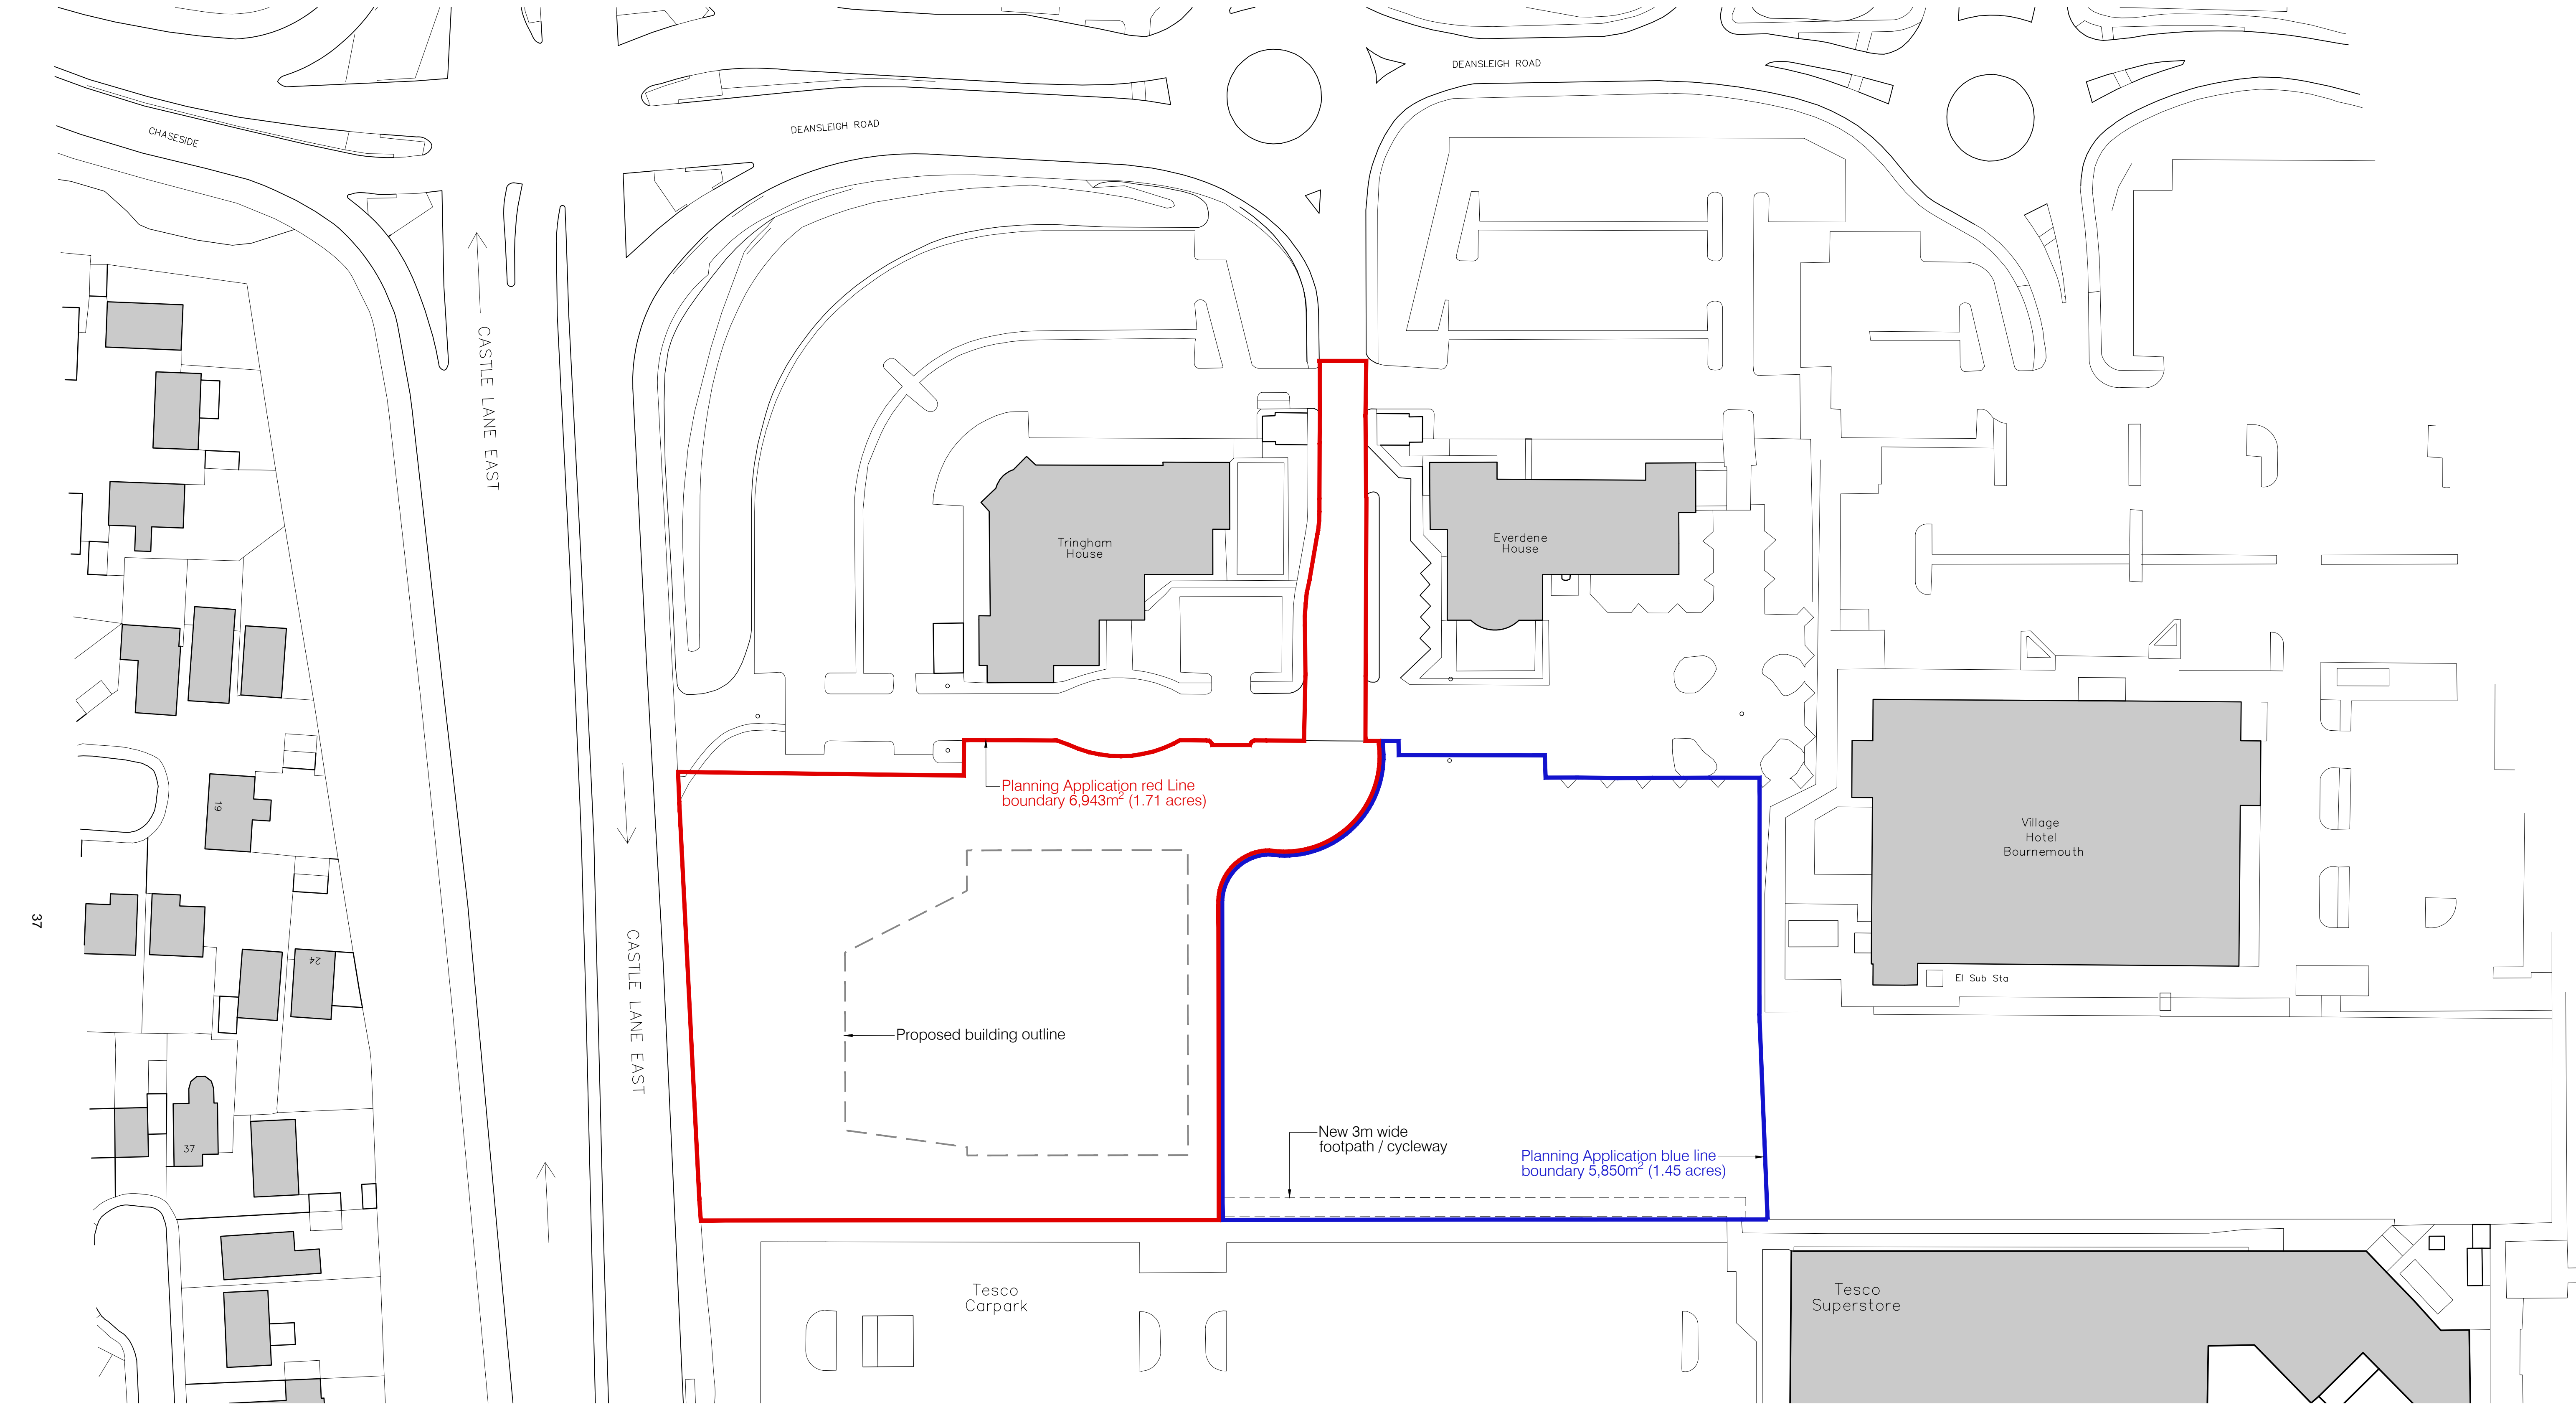 DEANSLEIGH ROAD
DEANSLEIGH ROAD
CHASESIDE
CASTLE LANE EAST
Tringham
House
Everdene
House
Planning Application red Line
boundary 6,943m² (1.71 acres)
19
Village
Hotel
Bournemouth
37
CASTLE LANE EAST
24
El Sub Sta
Proposed building outline
New 3m wide
footpath / cycleway
37
Planning Application blue line
boundary 5,850m² (1.45 acres)
Tesco
Carpark
Tesco
Superstore